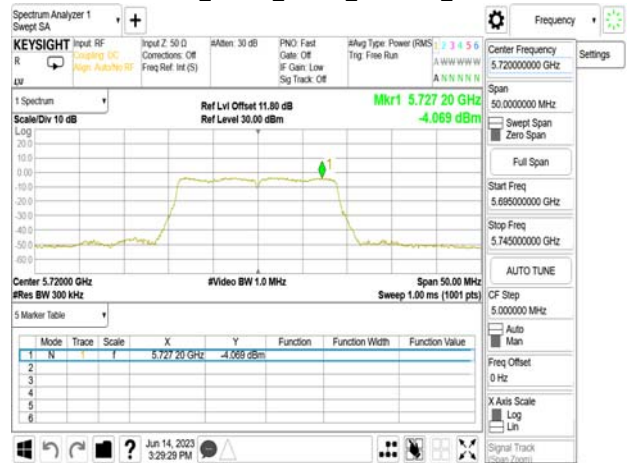 Spectrum Analyzer 1
Swept SA
Frequency
KEYSIGHT
R
Input: RF
Coupling: DC
Align: Auto/No RF
Input Z: 50 Ω
Corrections: Off
Freq Ref: Int (S)
#Atten: 30 dB
PNO: Fast
Gate: Off
IF Gain: Low
Sig Track: Off
#Avg Type: Power (RMS
Trig: Free Run
1 2 3 4 5 6
A W W W W W
A N N N N N
Settings
1 Spectrum
Scale/Div 10 dB
Ref Lvl Offset 11.80 dB
Ref Level 30.00 dBm
Mkr1 5.727 20 GHz
-4.069 dBm
Log
20.0
10.0
0.00
-10.0
-20.0
-30.0
-40.0
-50.0
-60.0
1
Center 5.72000 GHz
#Res BW 300 kHz
#Video BW 1.0 MHz
Span 50.00 MHz
Sweep 1.00 ms (1001 pts)
5 Marker Table
Mode Trace Scale X Y Function Function Width Function Value
1 N 1 f 5.727 20 GHz -4.069 dBm
2
3
4
5
6
Jun 14, 2023
3:29:29 PM
Center Frequency
5.720000000 GHz
Span
50.0000000 MHz
Swept Span
Zero Span
Full Span
Start Freq
5.695000000 GHz
Stop Freq
5.745000000 GHz
AUTO TUNE
CF Step
5.000000 MHz
Auto
Man
Freq Offset
0 Hz
X Axis Scale
Log
Lin
Signal Track
(Span Zoom)